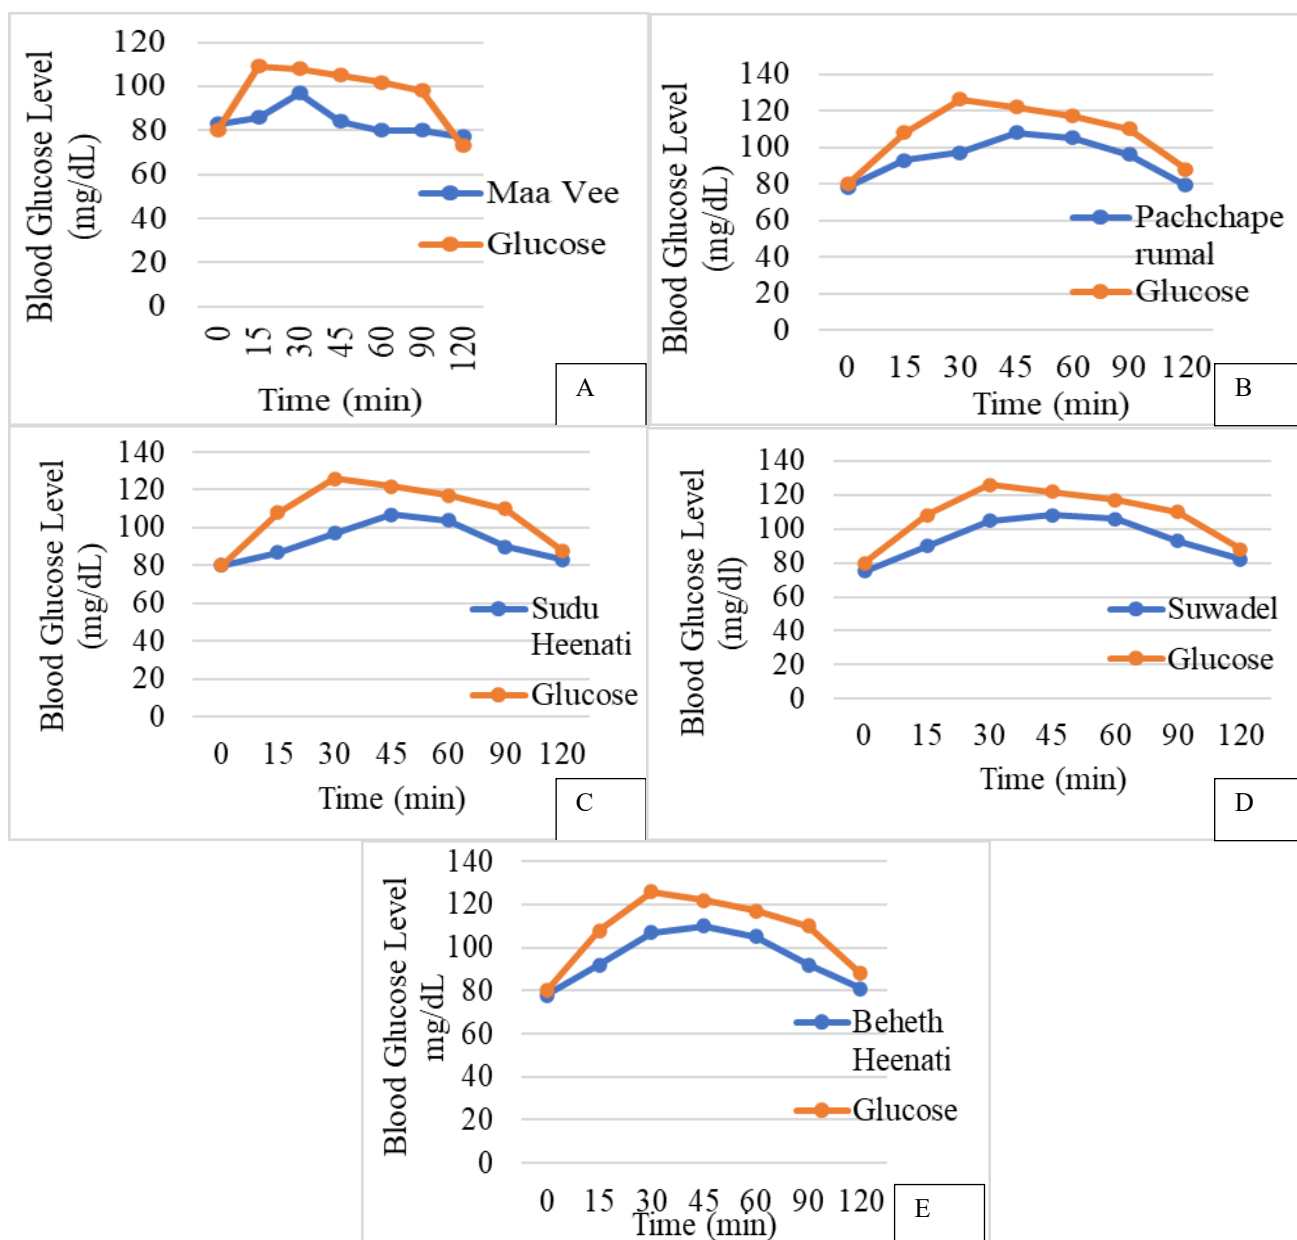 Blood Glucose Level
(mg/dL)
120
100
80
60
40
20
0
Maa Vee
Glucose
0 15 30 45 60 90 120
Time (min)
A
Blood Glucose Level
(mg/dL)
140
120
100
80
60
40
20
0
Pachchape
rumal
Glucose
0 15 30 45 60 90 120
Time (min)
B
Blood Glucose Level
(mg/dL)
140
120
100
80
60
40
20
0
Sudu
Heenati
Glucose
0 15 30 45 60 90 120
Time (min)
C
Blood Glucose Level
(mg/dl)
140
120
100
80
60
40
20
0
Suwadel
Glucose
0 15 30 45 60 90 120
Time (min)
D
Blood Glucose Level
mg/dL
140
120
100
80
60
40
20
0
Beheth
Heenati
Glucose
0 15 30 45 60 90 120
Time (min)
E